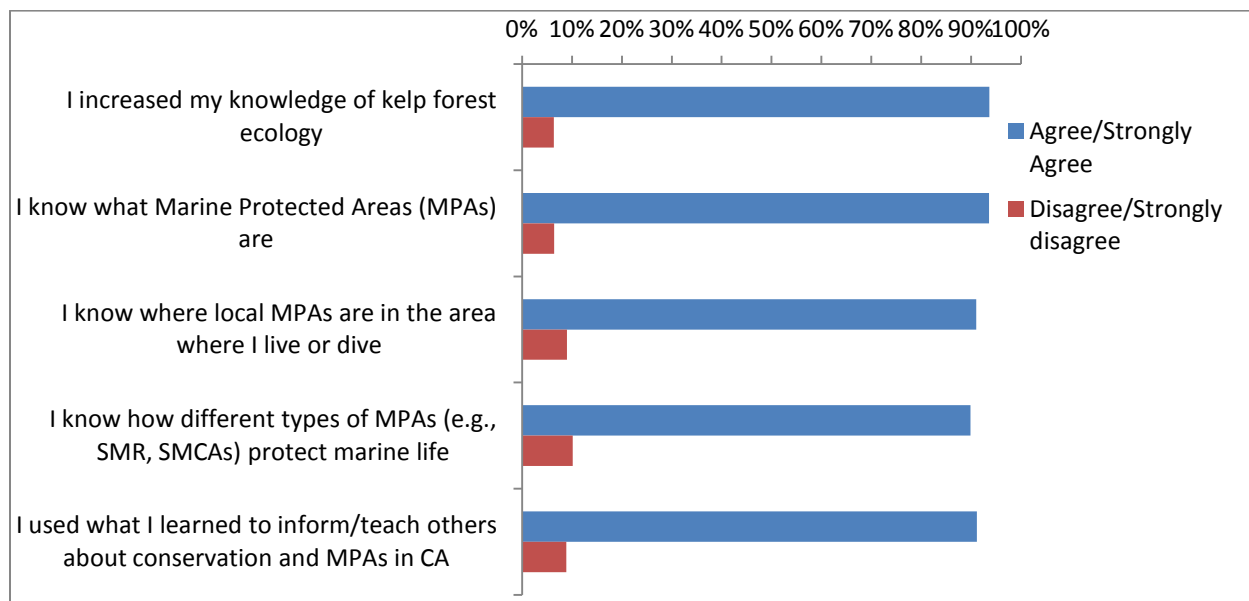 0% 10% 20% 30% 40% 50% 60% 70% 80% 90% 100%
I increased my knowledge of kelp forest
ecology
I know what Marine Protected Areas (MPAs)
are
I know where local MPAs are in the area
where I live or dive
I know how different types of MPAs (e.g.,
SMR, SMCAs) protect marine life
I used what I learned to inform/teach others
about conservation and MPAs in CA
Agree/Strongly
Agree
Disagree/Strongly
disagree